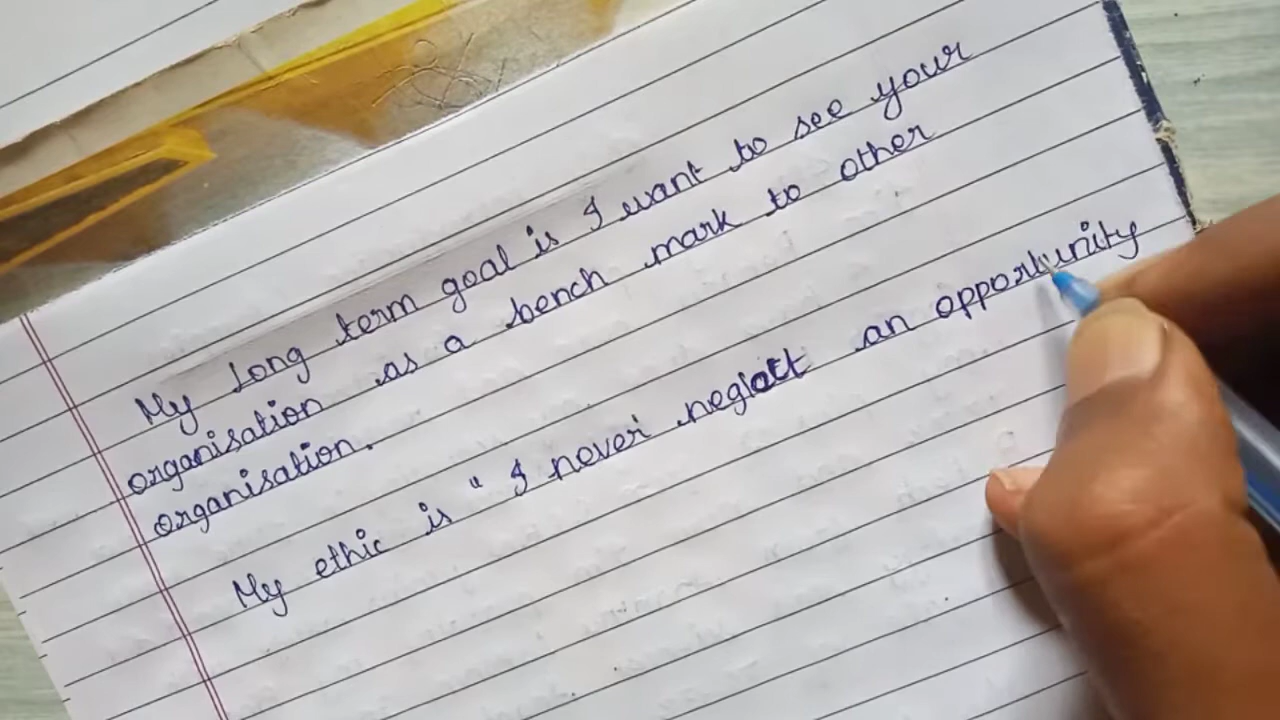 My Long term goal is I want to see your
organisation as a bench mark to other
organisation.
My ethic is " I never neglect an opportunity